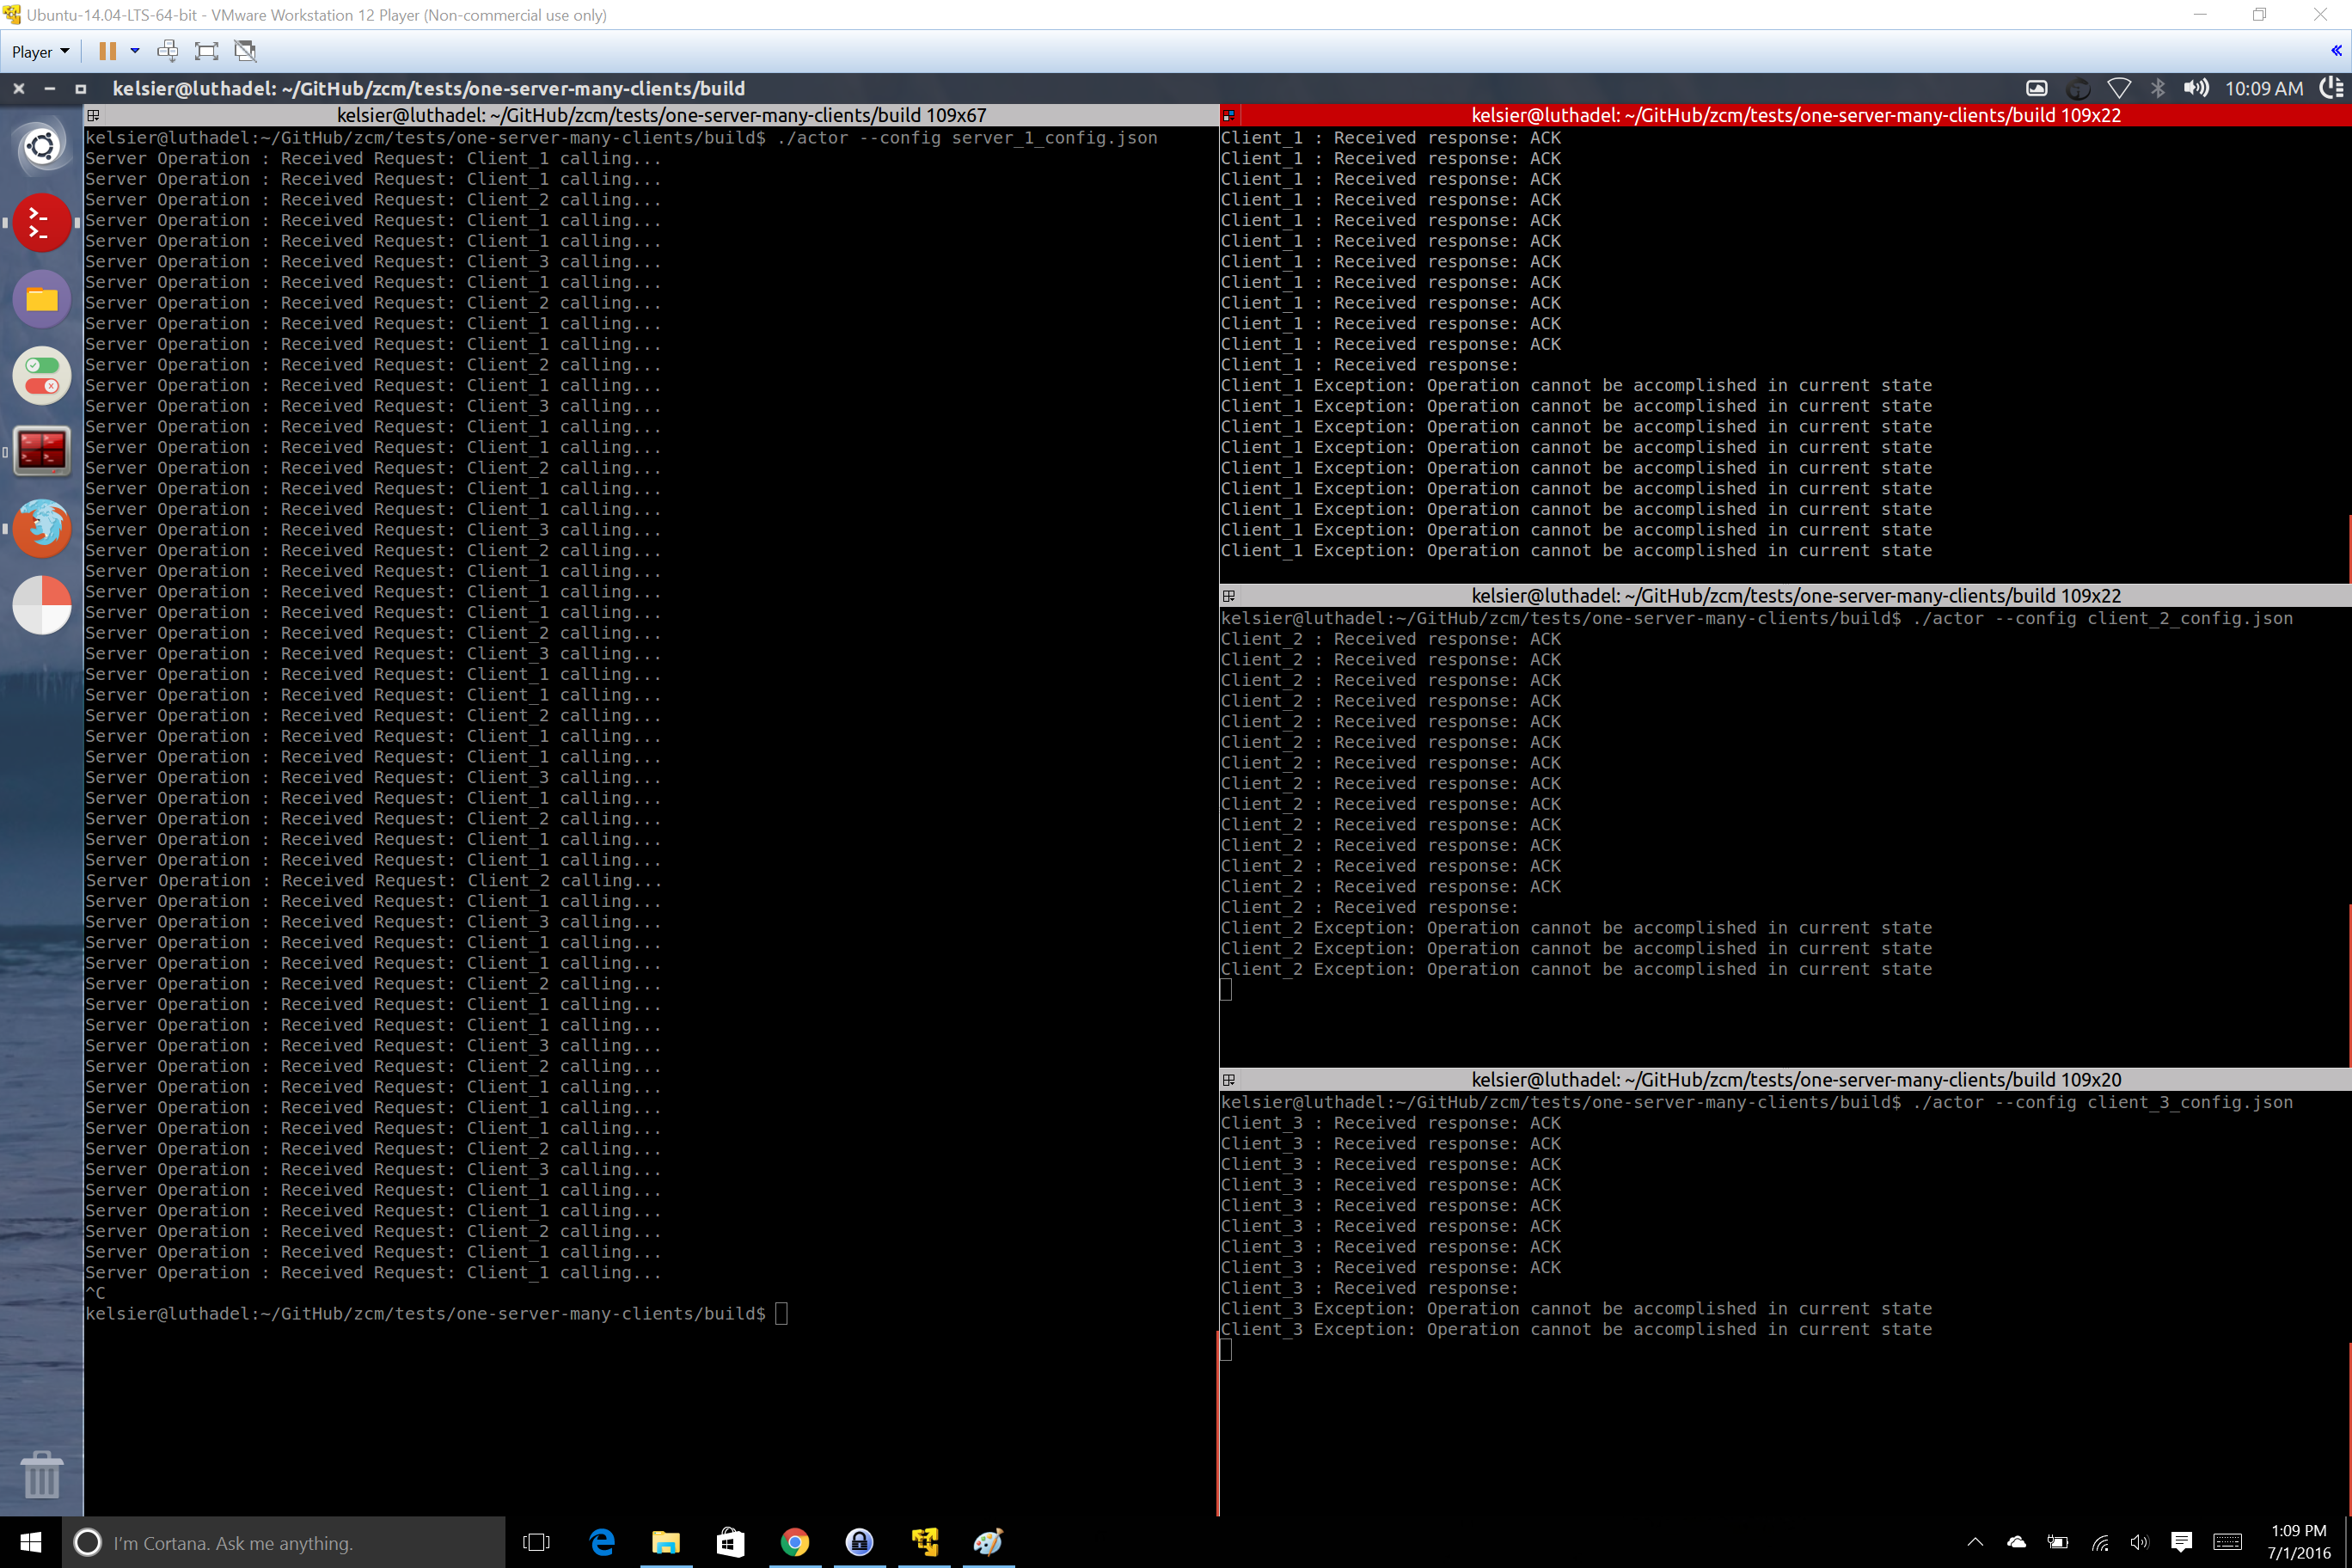 Ubuntu-14.04-LTS-64-bit - VMware Workstation 12 Player (Non-commercial use only)
Player
kelsier@luthadel: ~/GitHub/zcm/tests/one-server-many-clients/build
10:09 AM
kelsier@luthadel: ~/GitHub/zcm/tests/one-server-many-clients/build 109x67
kelsier@luthadel:~/GitHub/zcm/tests/one-server-many-clients/build$ ./actor --config server_1_config.json
Server Operation : Received Request: Client_1 calling...
Server Operation : Received Request: Client_1 calling...
Server Operation : Received Request: Client_2 calling...
Server Operation : Received Request: Client_1 calling...
Server Operation : Received Request: Client_1 calling...
Server Operation : Received Request: Client_3 calling...
Server Operation : Received Request: Client_1 calling...
Server Operation : Received Request: Client_2 calling...
Server Operation : Received Request: Client_1 calling...
Server Operation : Received Request: Client_1 calling...
Server Operation : Received Request: Client_2 calling...
Server Operation : Received Request: Client_1 calling...
Server Operation : Received Request: Client_3 calling...
Server Operation : Received Request: Client_1 calling...
Server Operation : Received Request: Client_1 calling...
Server Operation : Received Request: Client_2 calling...
Server Operation : Received Request: Client_1 calling...
Server Operation : Received Request: Client_1 calling...
Server Operation : Received Request: Client_3 calling...
Server Operation : Received Request: Client_2 calling...
Server Operation : Received Request: Client_1 calling...
Server Operation : Received Request: Client_1 calling...
Server Operation : Received Request: Client_1 calling...
Server Operation : Received Request: Client_2 calling...
Server Operation : Received Request: Client_3 calling...
Server Operation : Received Request: Client_1 calling...
Server Operation : Received Request: Client_1 calling...
Server Operation : Received Request: Client_2 calling...
Server Operation : Received Request: Client_1 calling...
Server Operation : Received Request: Client_1 calling...
Server Operation : Received Request: Client_3 calling...
Server Operation : Received Request: Client_1 calling...
Server Operation : Received Request: Client_2 calling...
Server Operation : Received Request: Client_1 calling...
Server Operation : Received Request: Client_1 calling...
Server Operation : Received Request: Client_2 calling...
Server Operation : Received Request: Client_1 calling...
Server Operation : Received Request: Client_3 calling...
Server Operation : Received Request: Client_1 calling...
Server Operation : Received Request: Client_1 calling...
Server Operation : Received Request: Client_2 calling...
Server Operation : Received Request: Client_1 calling...
Server Operation : Received Request: Client_1 calling...
Server Operation : Received Request: Client_3 calling...
Server Operation : Received Request: Client_2 calling...
Server Operation : Received Request: Client_1 calling...
Server Operation : Received Request: Client_1 calling...
Server Operation : Received Request: Client_1 calling...
Server Operation : Received Request: Client_2 calling...
Server Operation : Received Request: Client_3 calling...
Server Operation : Received Request: Client_1 calling...
Server Operation : Received Request: Client_1 calling...
Server Operation : Received Request: Client_2 calling...
Server Operation : Received Request: Client_1 calling...
Server Operation : Received Request: Client_1 calling...
^C
kelsier@luthadel:~/GitHub/zcm/tests/one-server-many-clients/build$
kelsier@luthadel: ~/GitHub/zcm/tests/one-server-many-clients/build 109x22
Client_1 : Received response: ACK
Client_1 : Received response: ACK
Client_1 : Received response: ACK
Client_1 : Received response: ACK
Client_1 : Received response: ACK
Client_1 : Received response: ACK
Client_1 : Received response: ACK
Client_1 : Received response: ACK
Client_1 : Received response: ACK
Client_1 : Received response: ACK
Client_1 : Received response: ACK
Client_1 : Received response:
Client_1 Exception: Operation cannot be accomplished in current state
Client_1 Exception: Operation cannot be accomplished in current state
Client_1 Exception: Operation cannot be accomplished in current state
Client_1 Exception: Operation cannot be accomplished in current state
Client_1 Exception: Operation cannot be accomplished in current state
Client_1 Exception: Operation cannot be accomplished in current state
Client_1 Exception: Operation cannot be accomplished in current state
Client_1 Exception: Operation cannot be accomplished in current state
Client_1 Exception: Operation cannot be accomplished in current state
kelsier@luthadel: ~/GitHub/zcm/tests/one-server-many-clients/build 109x22
kelsier@luthadel:~/GitHub/zcm/tests/one-server-many-clients/build$ ./actor --config client_2_config.json
Client_2 : Received response: ACK
Client_2 : Received response: ACK
Client_2 : Received response: ACK
Client_2 : Received response: ACK
Client_2 : Received response: ACK
Client_2 : Received response: ACK
Client_2 : Received response: ACK
Client_2 : Received response: ACK
Client_2 : Received response: ACK
Client_2 : Received response: ACK
Client_2 : Received response: ACK
Client_2 : Received response: ACK
Client_2 : Received response: ACK
Client_2 : Received response:
Client_2 Exception: Operation cannot be accomplished in current state
Client_2 Exception: Operation cannot be accomplished in current state
Client_2 Exception: Operation cannot be accomplished in current state
kelsier@luthadel: ~/GitHub/zcm/tests/one-server-many-clients/build 109x20
kelsier@luthadel:~/GitHub/zcm/tests/one-server-many-clients/build$ ./actor --config client_3_config.json
Client_3 : Received response: ACK
Client_3 : Received response: ACK
Client_3 : Received response: ACK
Client_3 : Received response: ACK
Client_3 : Received response: ACK
Client_3 : Received response: ACK
Client_3 : Received response: ACK
Client_3 : Received response: ACK
Client_3 : Received response:
Client_3 Exception: Operation cannot be accomplished in current state
Client_3 Exception: Operation cannot be accomplished in current state
I'm Cortana. Ask me anything.
1:09 PM
7/1/2016